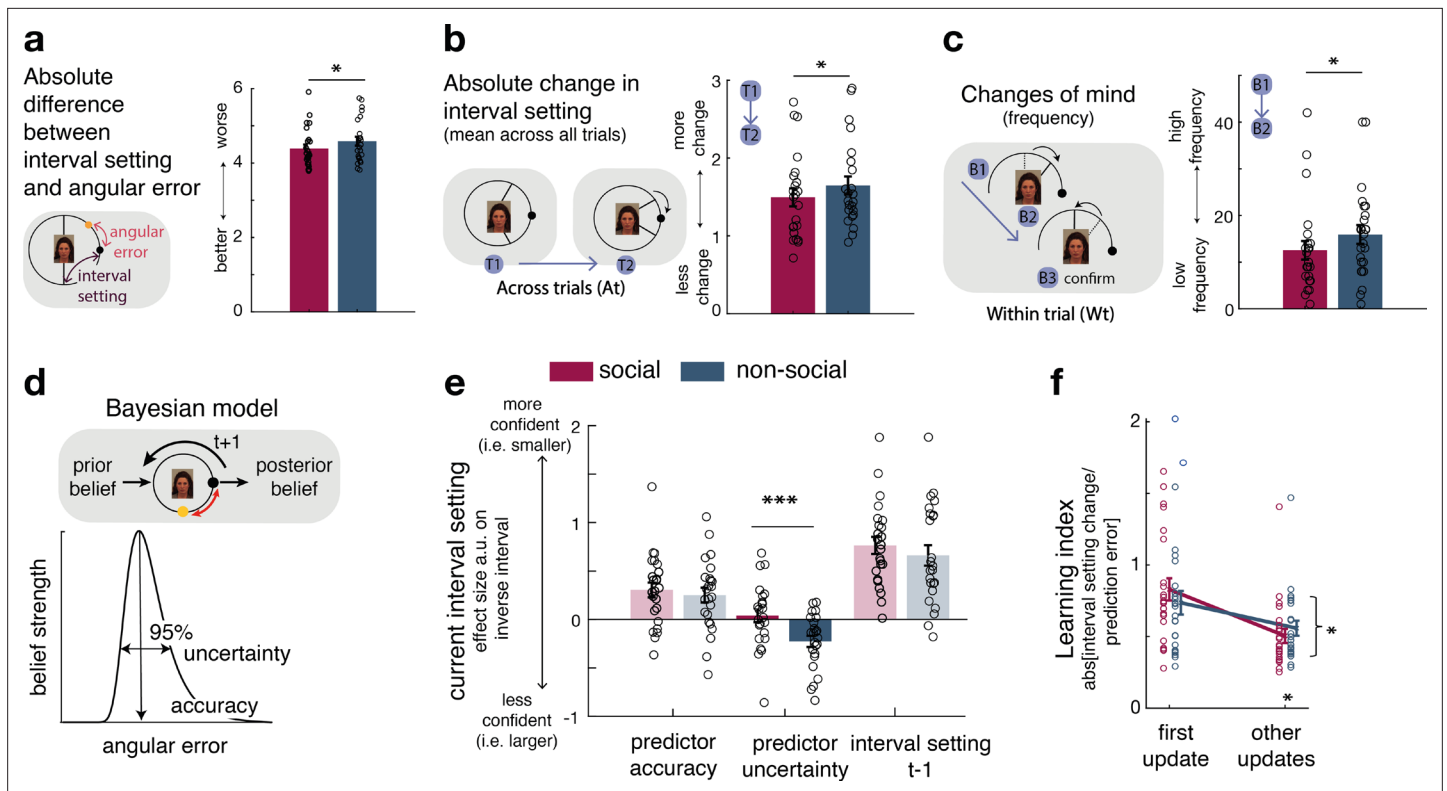 a
Absolute
difference
between
interval setting
and angular error
angular
error
interval
setting
worse
better
6
4
2
0
*
b
Absolute change in
interval setting
(mean across all trials)
T1
T2
Across trials (At)
T1
T2
more
change
less
change
3
2
1
0
*
c
Changes of mind
(frequency)
B1
B2
B3 confirm
Within trial (Wt)
B1
B2
high
frequency
low
frequency
40
20
0
*
d
Bayesian model
t+1
prior
belief
posterior
belief
belief strength
95%
uncertainty
accuracy
angular error
social
non-social
e
more
confident
(i.e. smaller)
less
confident
(i.e. larger)
current interval setting
effect size a.u. on
inverse interval
2
1
0
-1
***
predictor
accuracy
predictor
uncertainty
interval setting
t-1
f
Learning index
abs[interval setting change/
prediction error]
2
1
0
*
*
first
update
other
updates